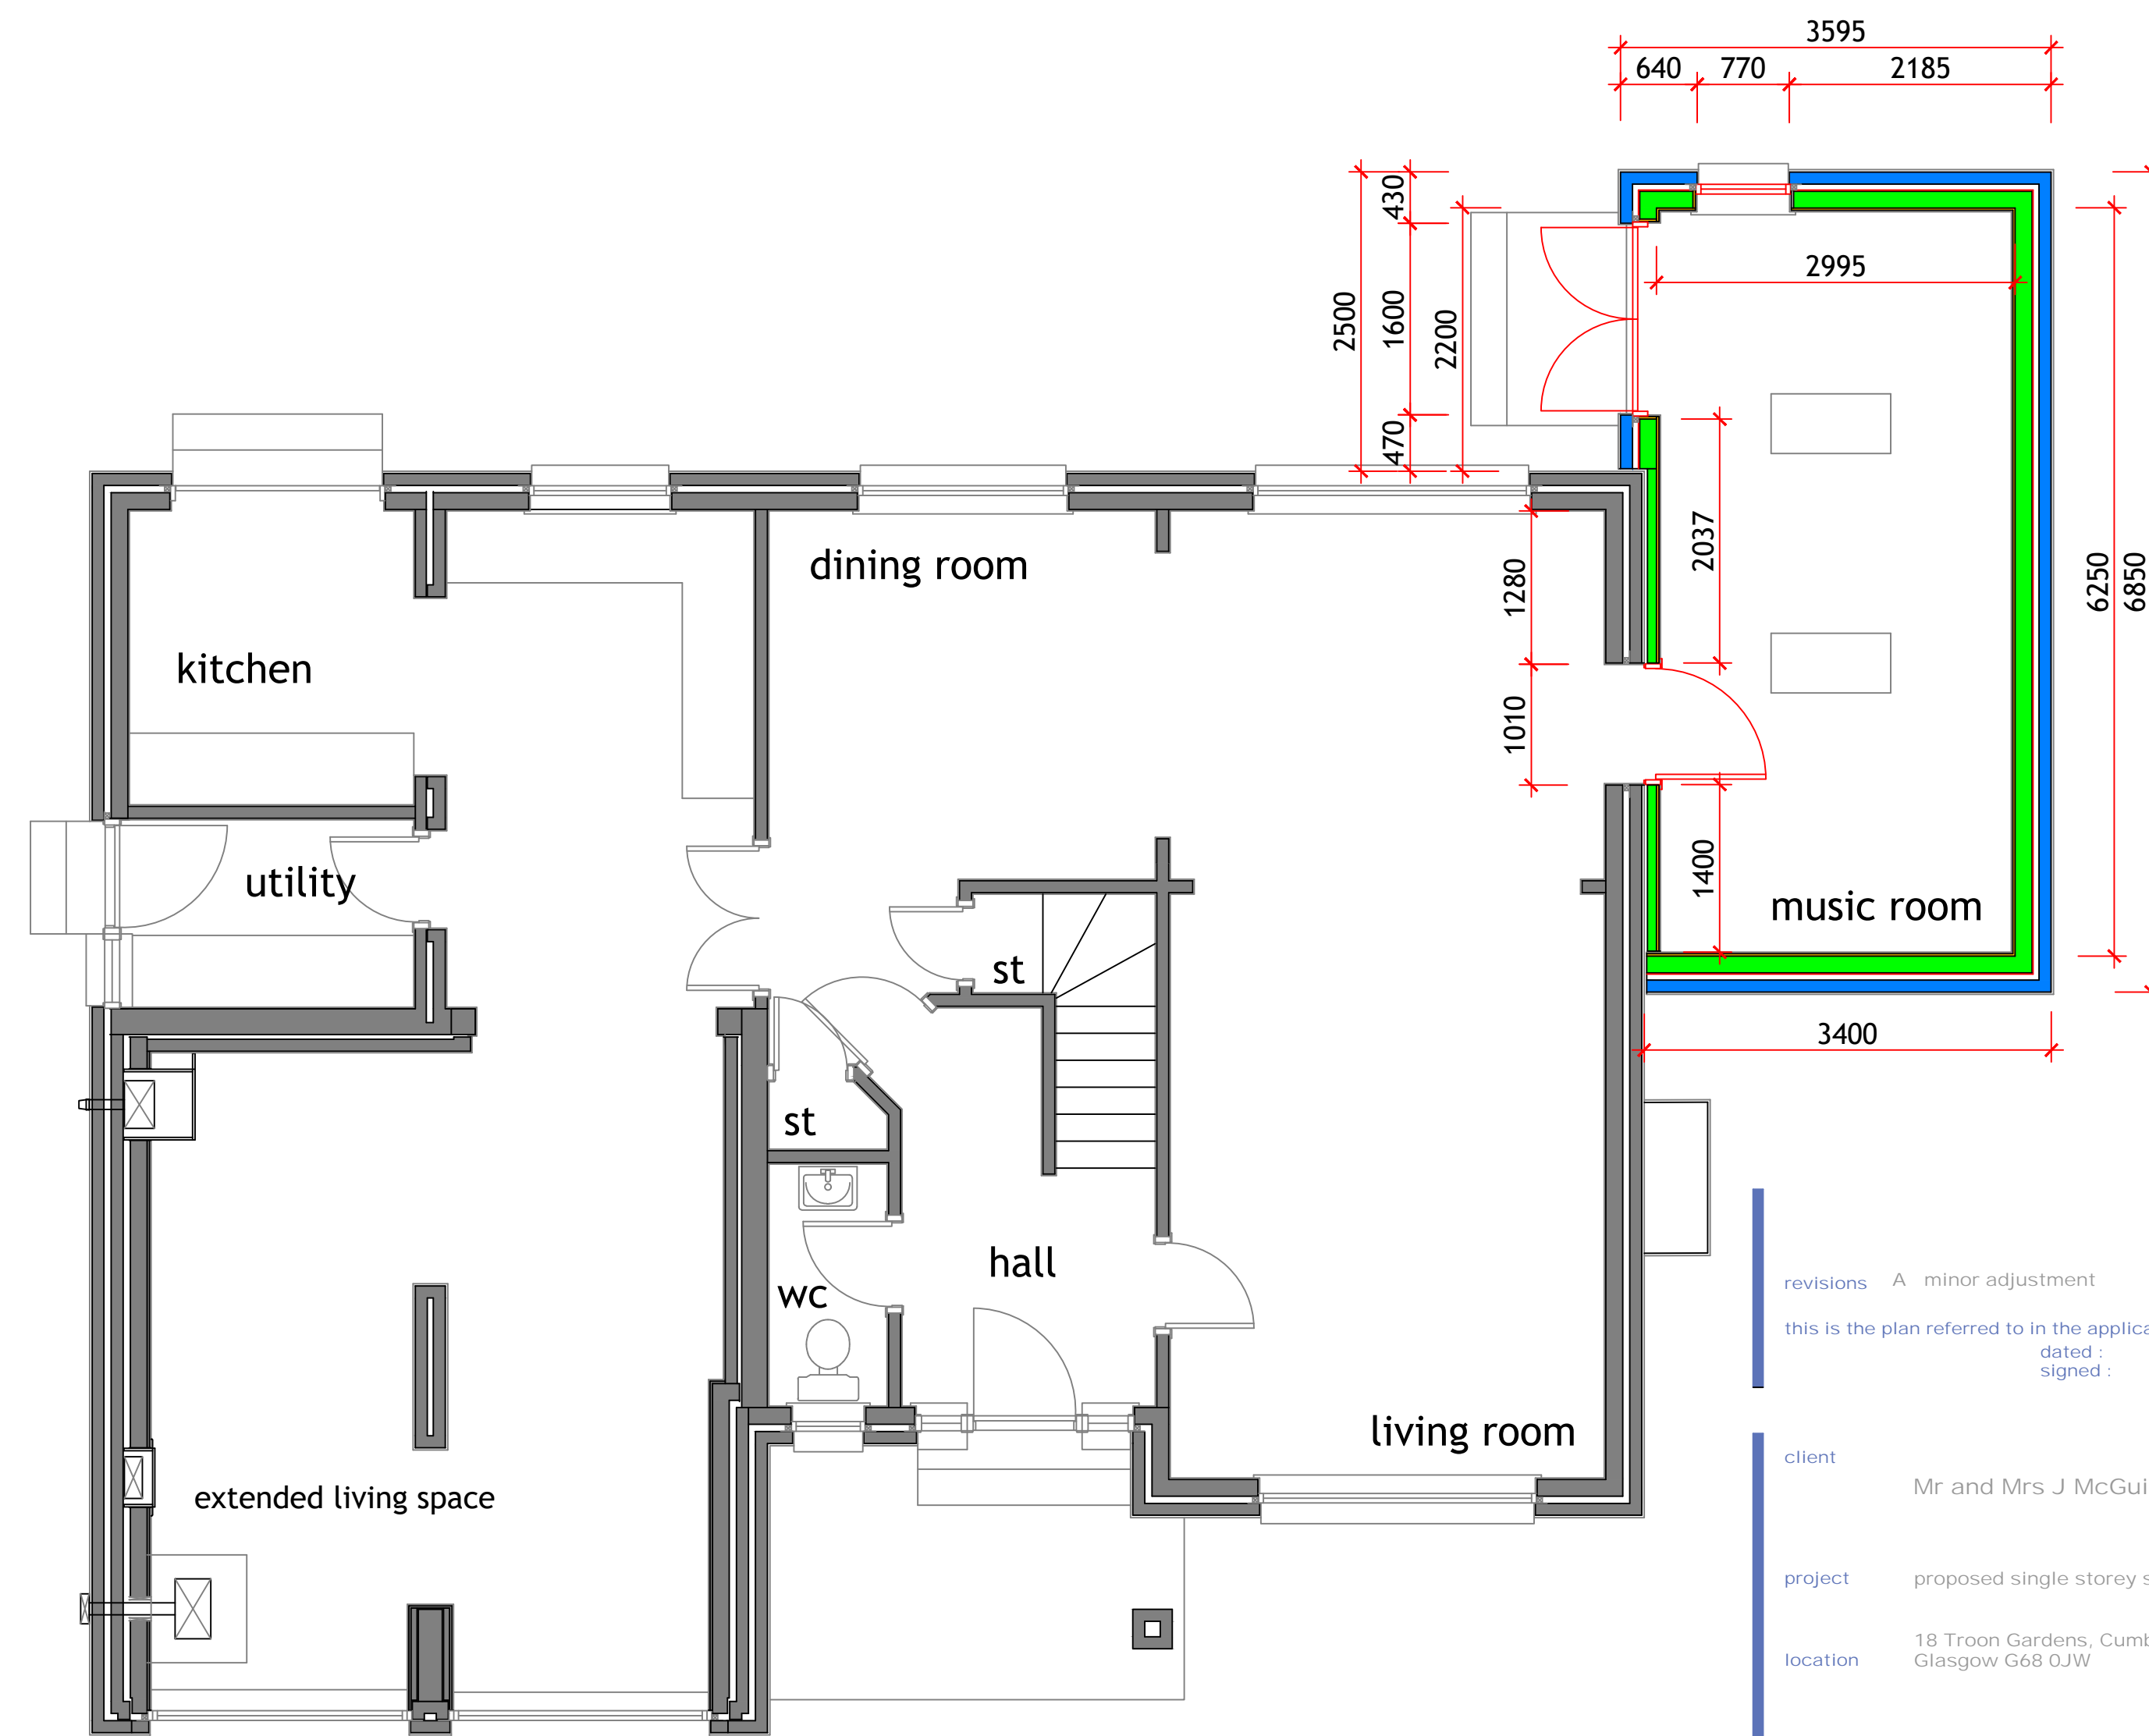 3595
640 770 2185
430
2500
1600
2200
470
2995
2037
1280
1010
1400
6250
6850
3400
dining room
kitchen
utility
music room
st
st
hall
wc
living room
extended living space
revisions A minor adjustment
this is the plan referred to in the applica
dated :
signed :
client
Mr and Mrs J McGui
project proposed single storey s
18 Troon Gardens, Cumb
location Glasgow G68 0JW